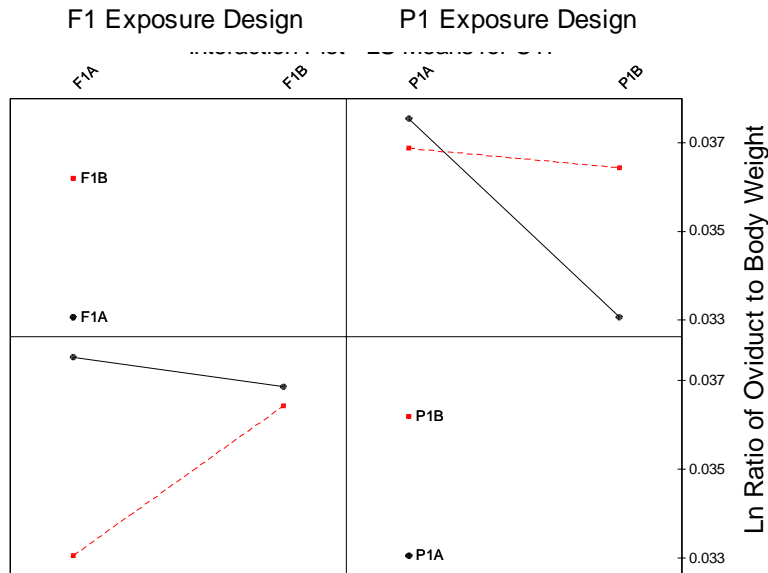 F1 Exposure Design P1 Exposure Design
F1A F1B P1A P1B
0.037
F1B
0.035
F1A
0.033
0.037
P1B
0.035
P1A
0.033
Ln Ratio of Oviduct to Body Weight